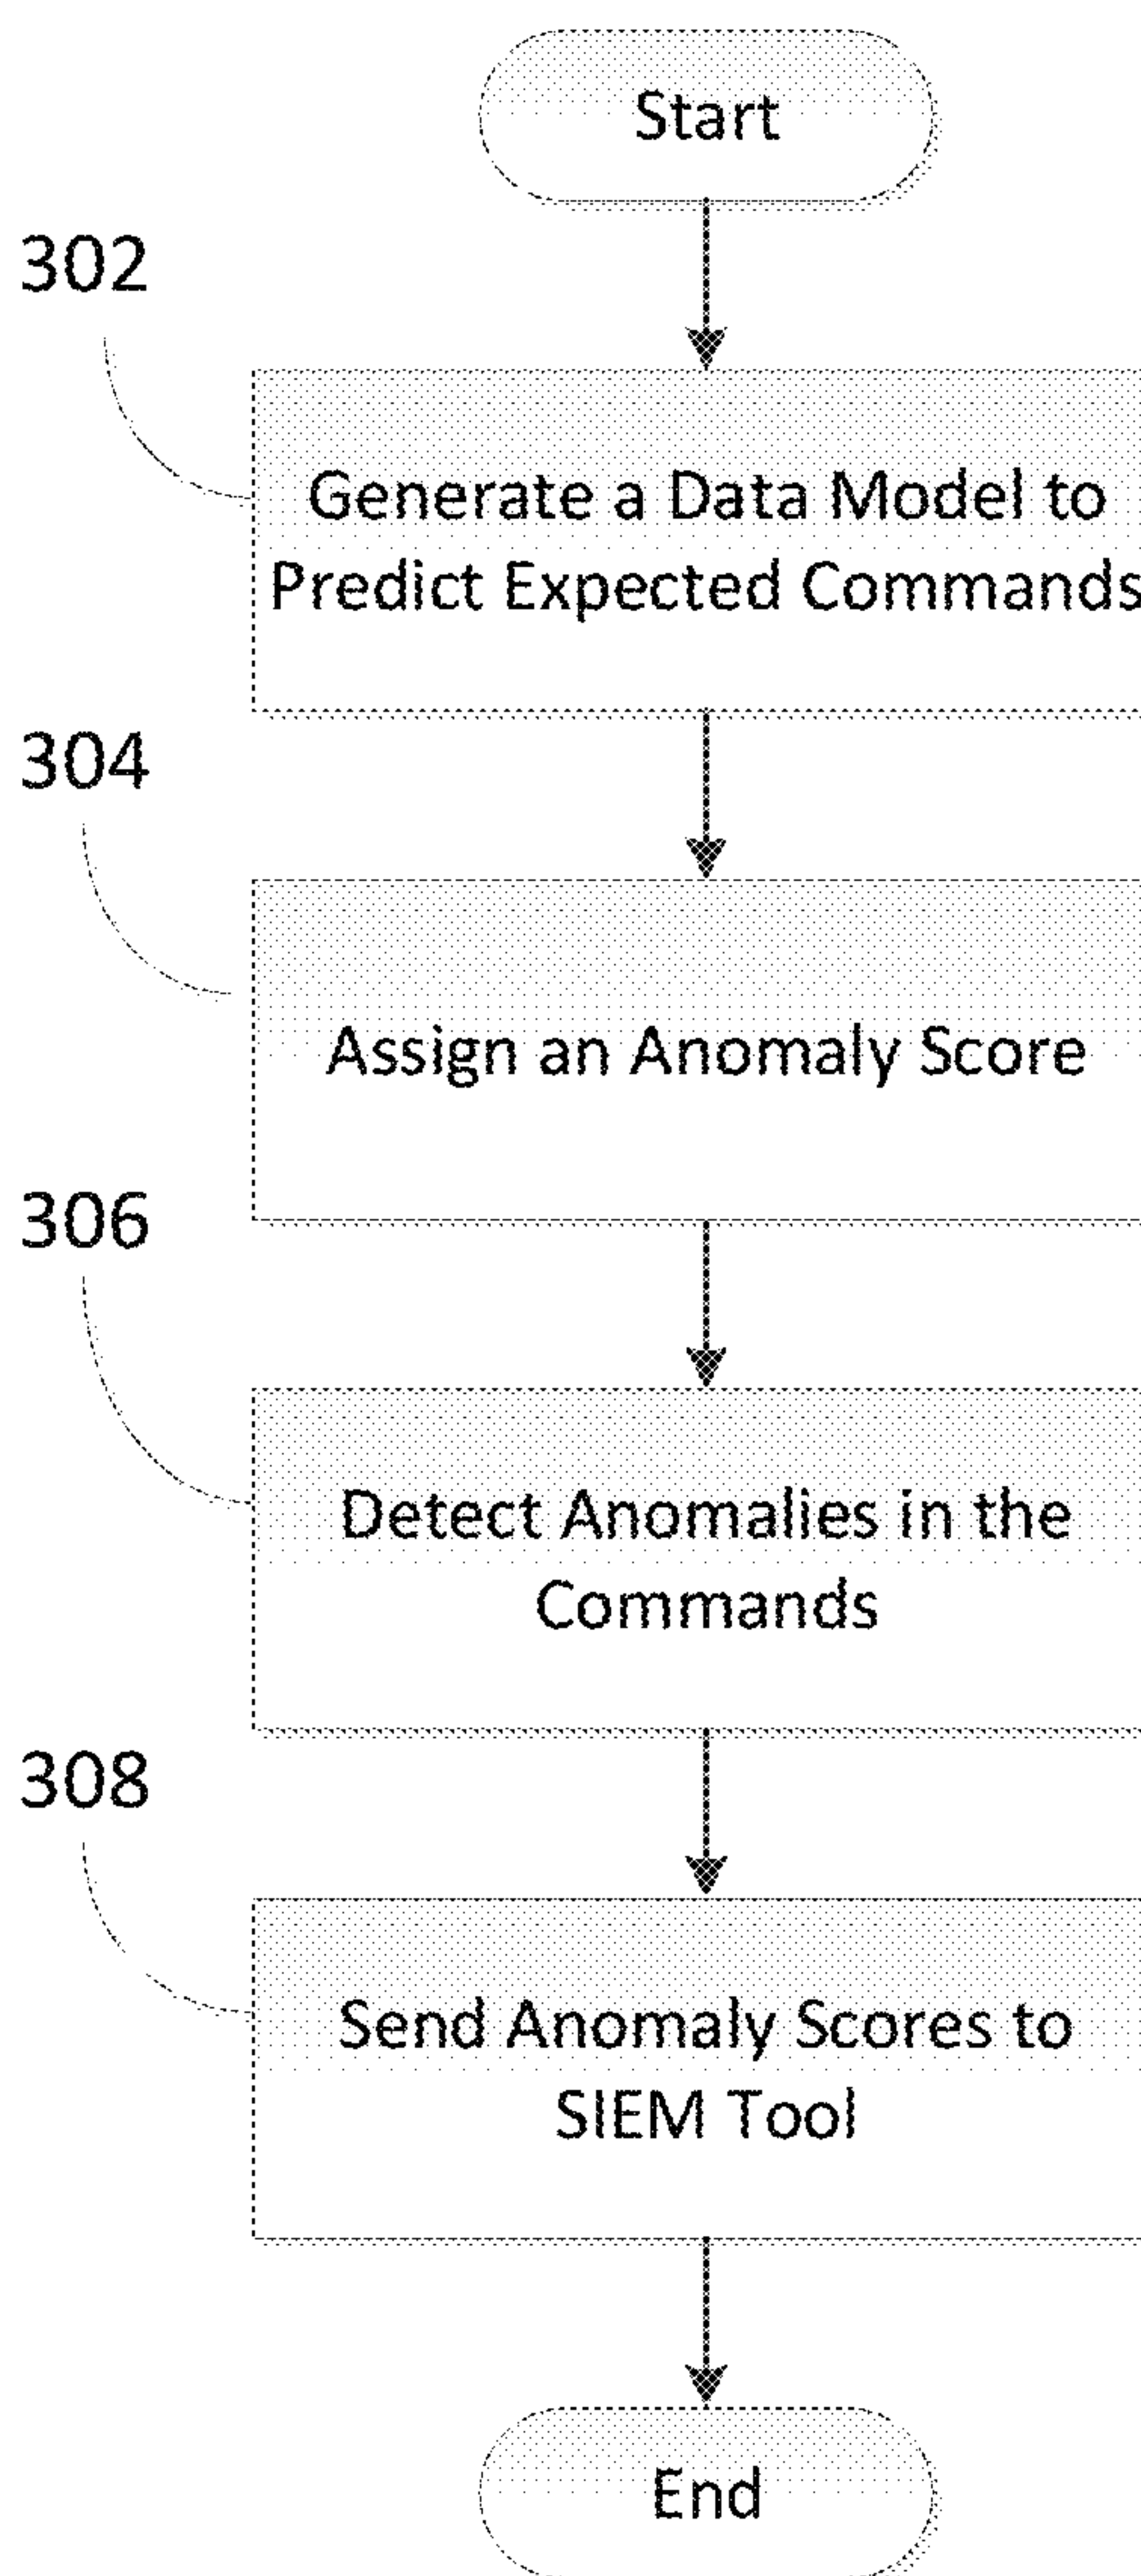 Start
302
Generate a Data Model to
Predict Expected Commands
304
Assign an Anomaly Score
306
Detect Anomalies in the
Commands
308
Send Anomaly Scores to
SIEM Tool
End